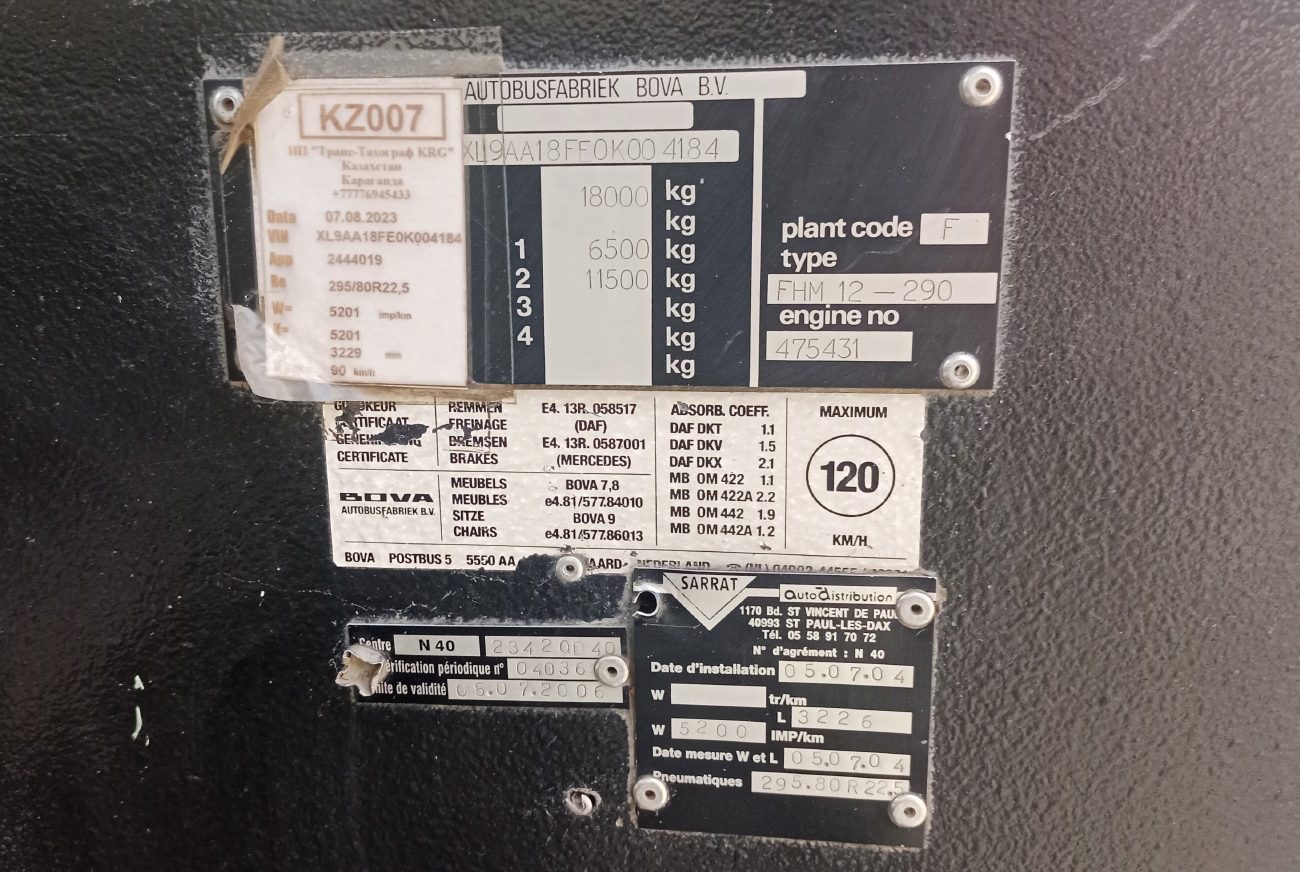 AUTOBUSFABRIEK BOVA B.V.
XL9AA18FE0K004184
18000 kg
kg
1 6500 kg
2 11500 kg
3 kg
4 kg
kg
plant code F
type
FHM 12-290
engine no
475431
KZ007
ИП "Транс-Тахограф KRG"
Казахстан
Караганда
+77776945433
Data 07.08.2023
VIN XL9AA18FE0K004184
App 2444019
Re 295/80R22,5
W= 5201 imp/km
K= 5201
3229 mm
90 km/h
GOEDKEUR
CERTIFICAAT
CERTIFICATE
BOVA
AUTOBUSFABRIEK B.V.
REMMEN E4. 13R. 058517
FREINAGE (DAF)
BREMSEN E4. 13R. 0587001
BRAKES (MERCEDES)
MEUBELS BOVA 7,8
MEUBLES e4.81/577.84010
SITZE BOVA 9
CHAIRS e4.81/577.86013
ABSORB. COEFF.
DAF DKT 1.1
DAF DKV 1.5
DAF DKX 2.1
MB OM 422 1.1
MB OM 422A 2.2
MB OM 442 1.9
MB OM 442A 1.2
MAXIMUM
120
KM/H.
BOVA POSTBUS 5 5550 AA NEDERLAND
Centre N 40
Vérification périodique n° 04036
Limite de validité 05.07.2006
SARRAT
autodistribution
1170 Bd. ST VINCENT DE PAUL
40993 ST PAUL-LES-DAX
Tél. 05 58 91 70 72
N° d'agrément : N 40
Date d'installation 05.07.04
W tr/km
L 3226
W 5200 IMP/km
Date mesure W et L 05.07.04
Pneumatiques 295.80R22.5